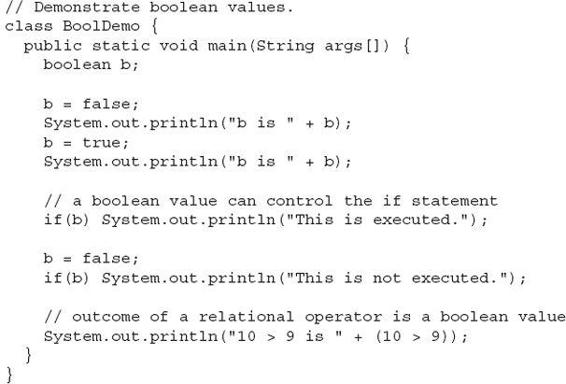 // Demonstrate boolean values.
class BoolDemo {
  public static void main(String args[]) {
    boolean b;

    b = false;
    System.out.println("b is " + b);
    b = true;
    System.out.println("b is " + b);

    // a boolean value can control the if statement
    if(b) System.out.println("This is executed.");

    b = false;
    if(b) System.out.println("This is not executed.");

    // outcome of a relational operator is a boolean value
    System.out.println("10 > 9 is " + (10 > 9));
  }
}